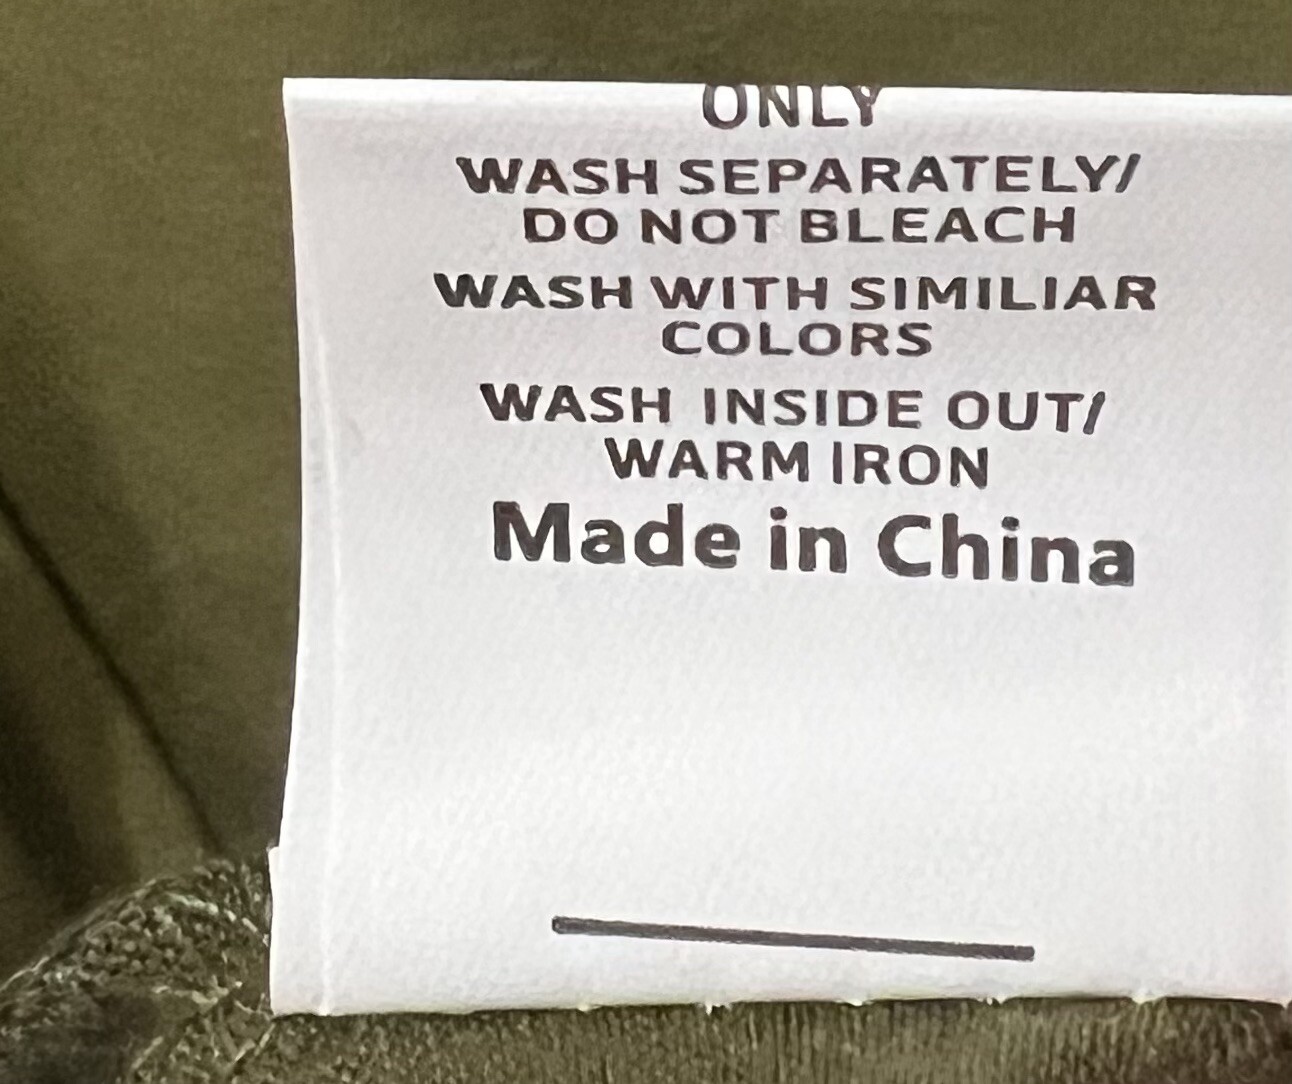 ONLY
WASH SEPARATELY/
DO NOT BLEACH
WASH WITH SIMILIAR
COLORS
WASH INSIDE OUT/
WARM IRON
Made in China